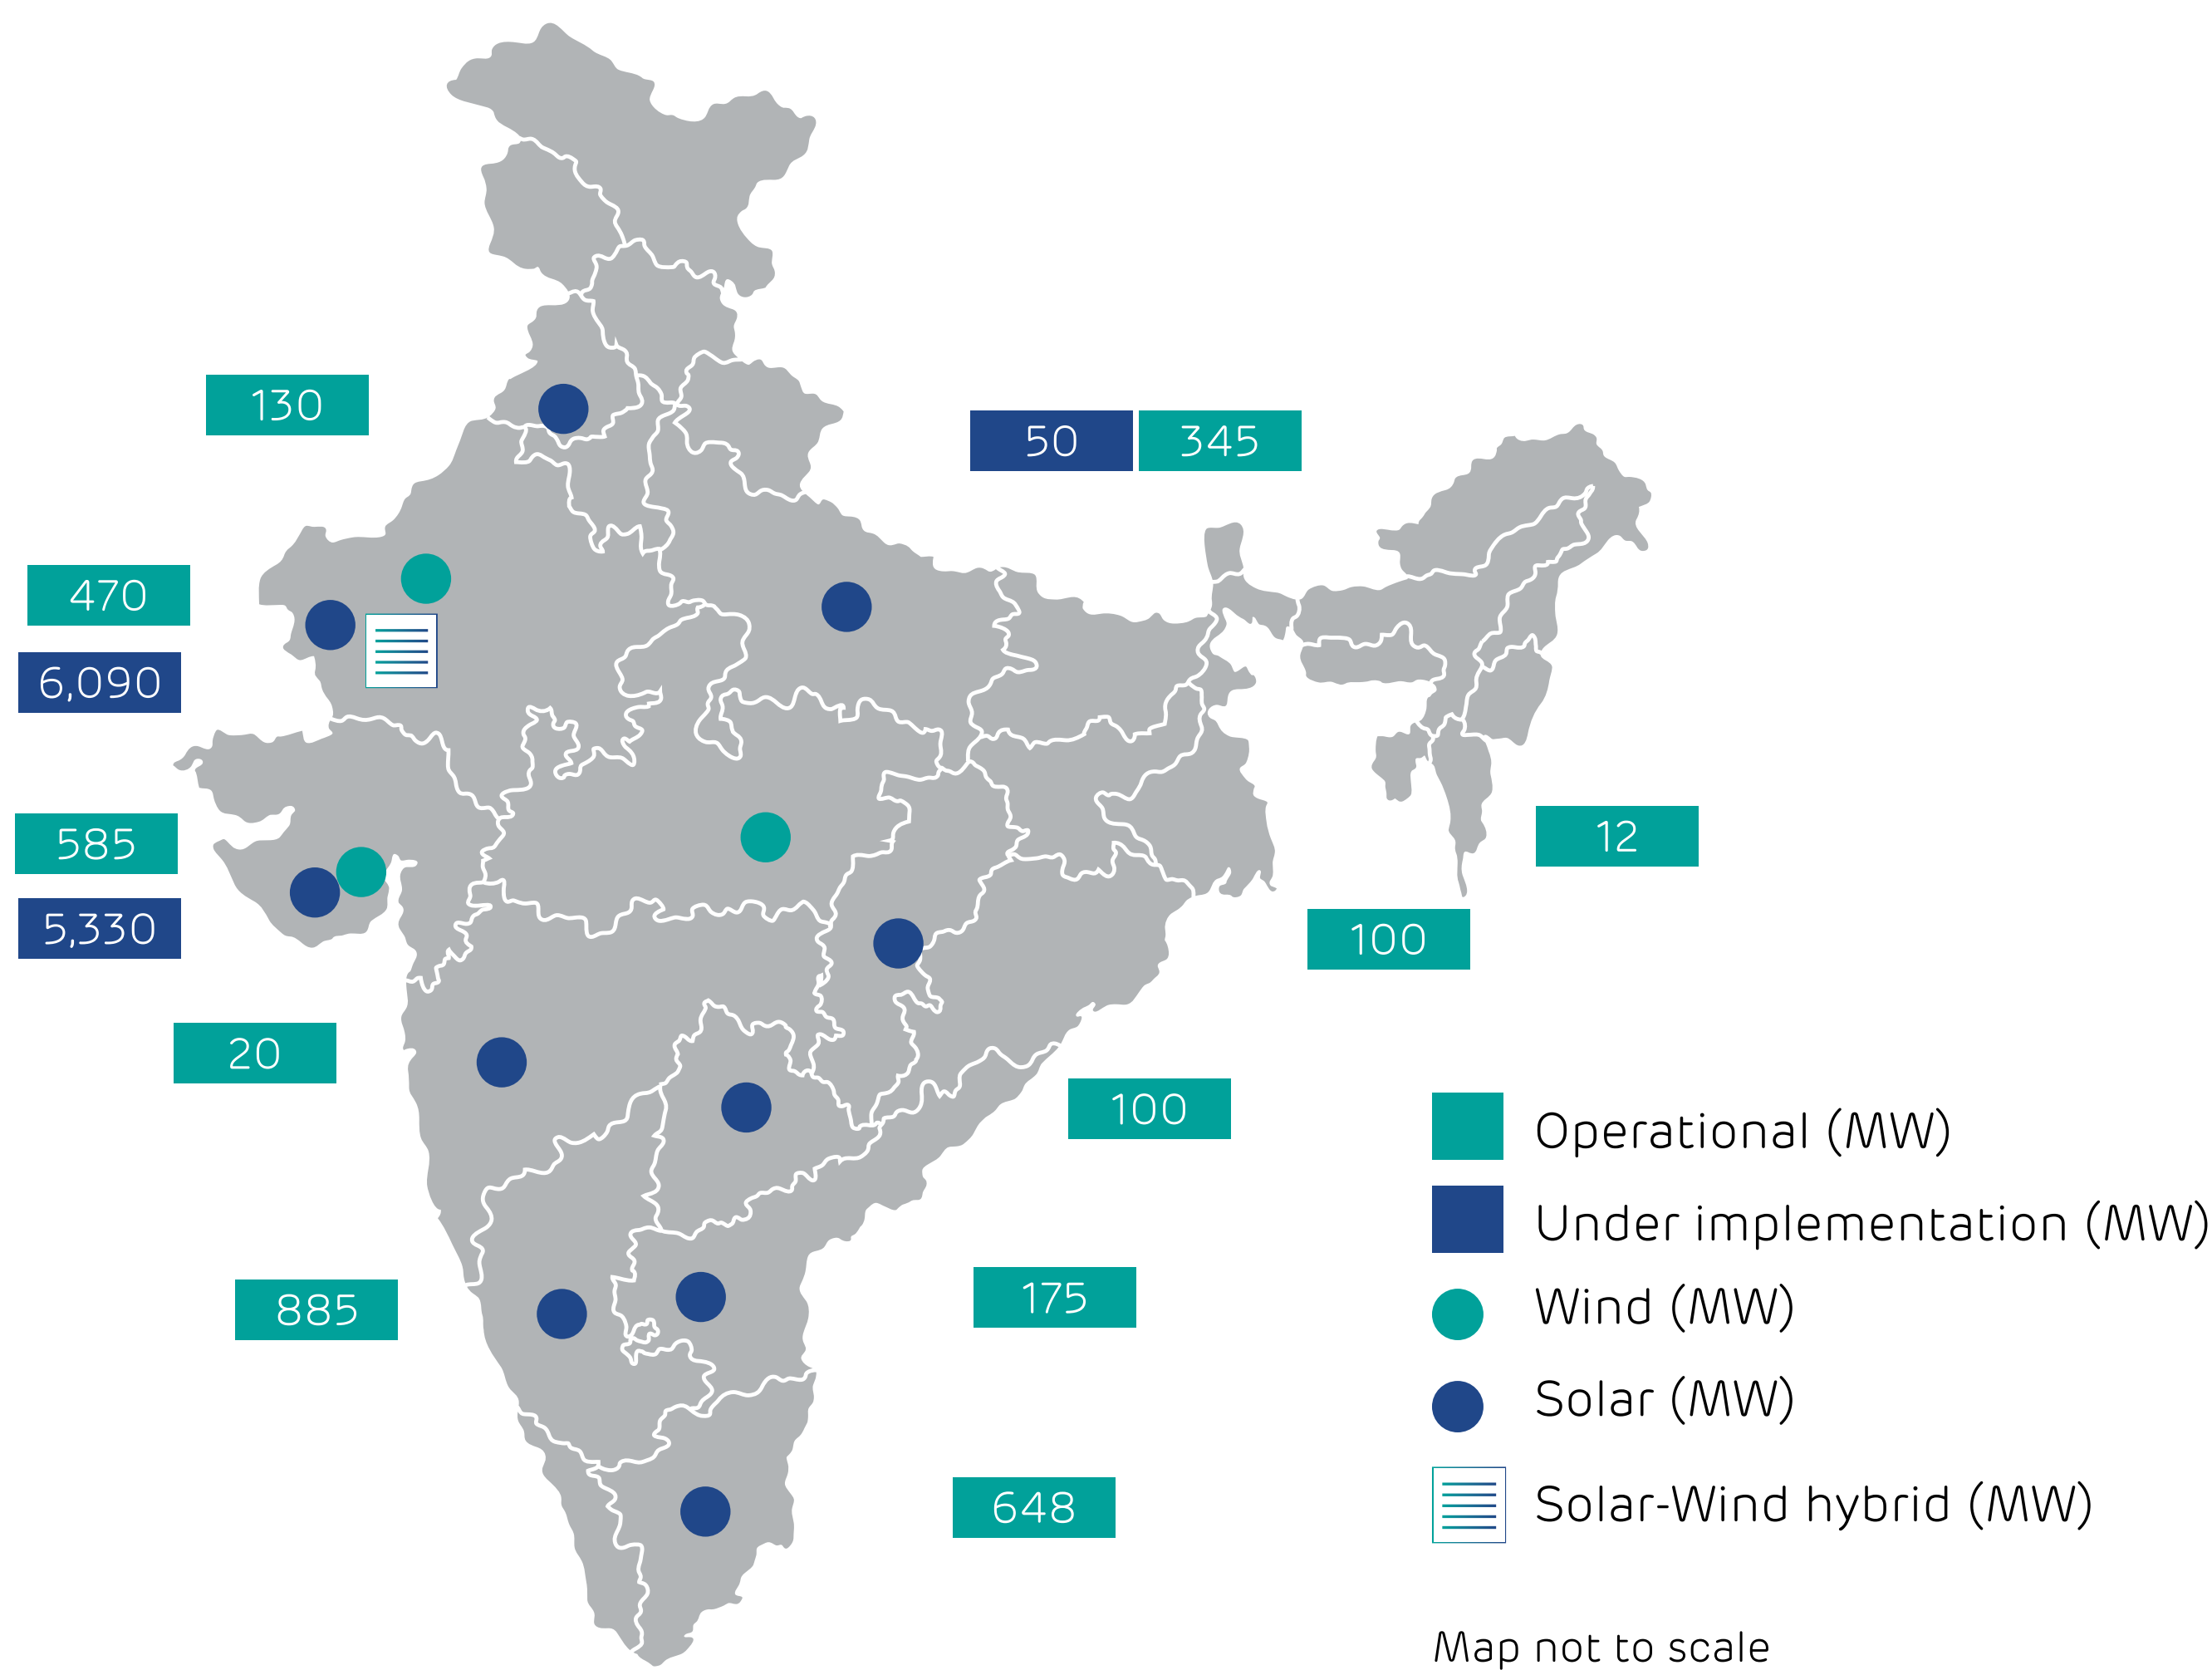 130
50 345
470
6,090
585
12
5,330
100
20
100
885
175
648
Operational (MW)
Under implementation (MW)
Wind (MW)
Solar (MW)
Solar-Wind hybrid (MW)
Map not to scale